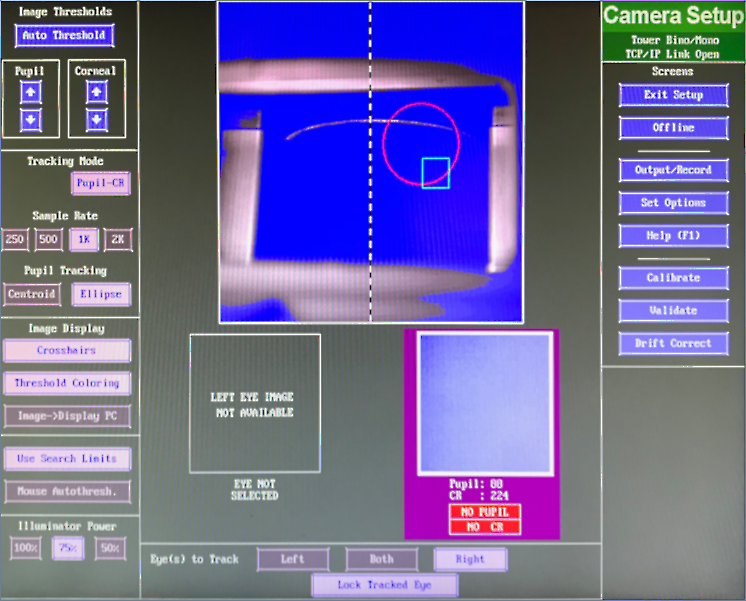 Image Thresholds
Auto Threshold
Pupil
Corneal
Tracking Mode
Pupil-CR
Sample Rate
250 500 1K 2K
Pupil Tracking
Centroid Ellipse
Image Display
Crosshairs
Threshold Coloring
Image->Display PC
Use Search Limits
Mouse Autothresh.
Illuminator Power
100% 75% 50%
LEFT EYE IMAGE
NOT AVAILABLE
EYE NOT
SELECTED
Pupil: 88
CR : 224
NO PUPIL
NO CR
Eye(s) to Track Left Both Right
Lock Tracked Eye
Camera Setup
Tower Bino/Mono
TCP/IP Link Open
Screens
Exit Setup
Offline
Output/Record
Set Options
Help (F1)
Calibrate
Validate
Drift Correct